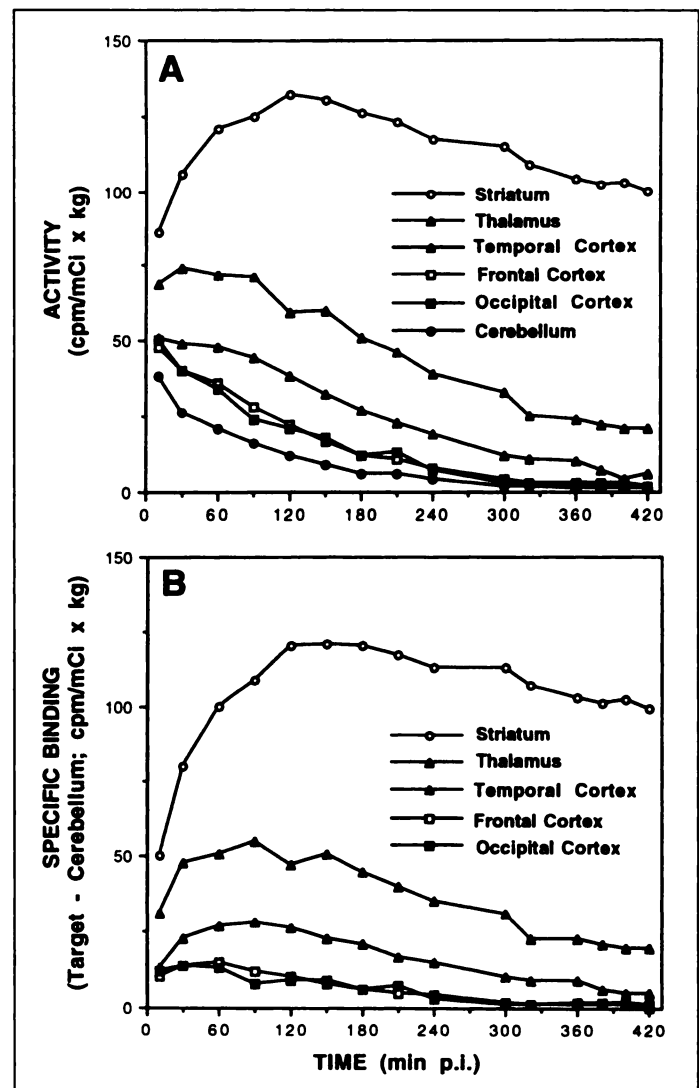 A
150
100
50
0
ACTIVITY
(cpm/mCi x kg)
Striatum
Thalamus
Temporal Cortex
Frontal Cortex
Occipital Cortex
Cerebellum
0 60 120 180 240 300 360 420
B
150
100
50
0
SPECIFIC BINDING
(Target - Cerebellum; cpm/mCi x kg)
Striatum
Thalamus
Temporal Cortex
Frontal Cortex
Occipital Cortex
0 60 120 180 240 300 360 420
TIME (min p.i.)